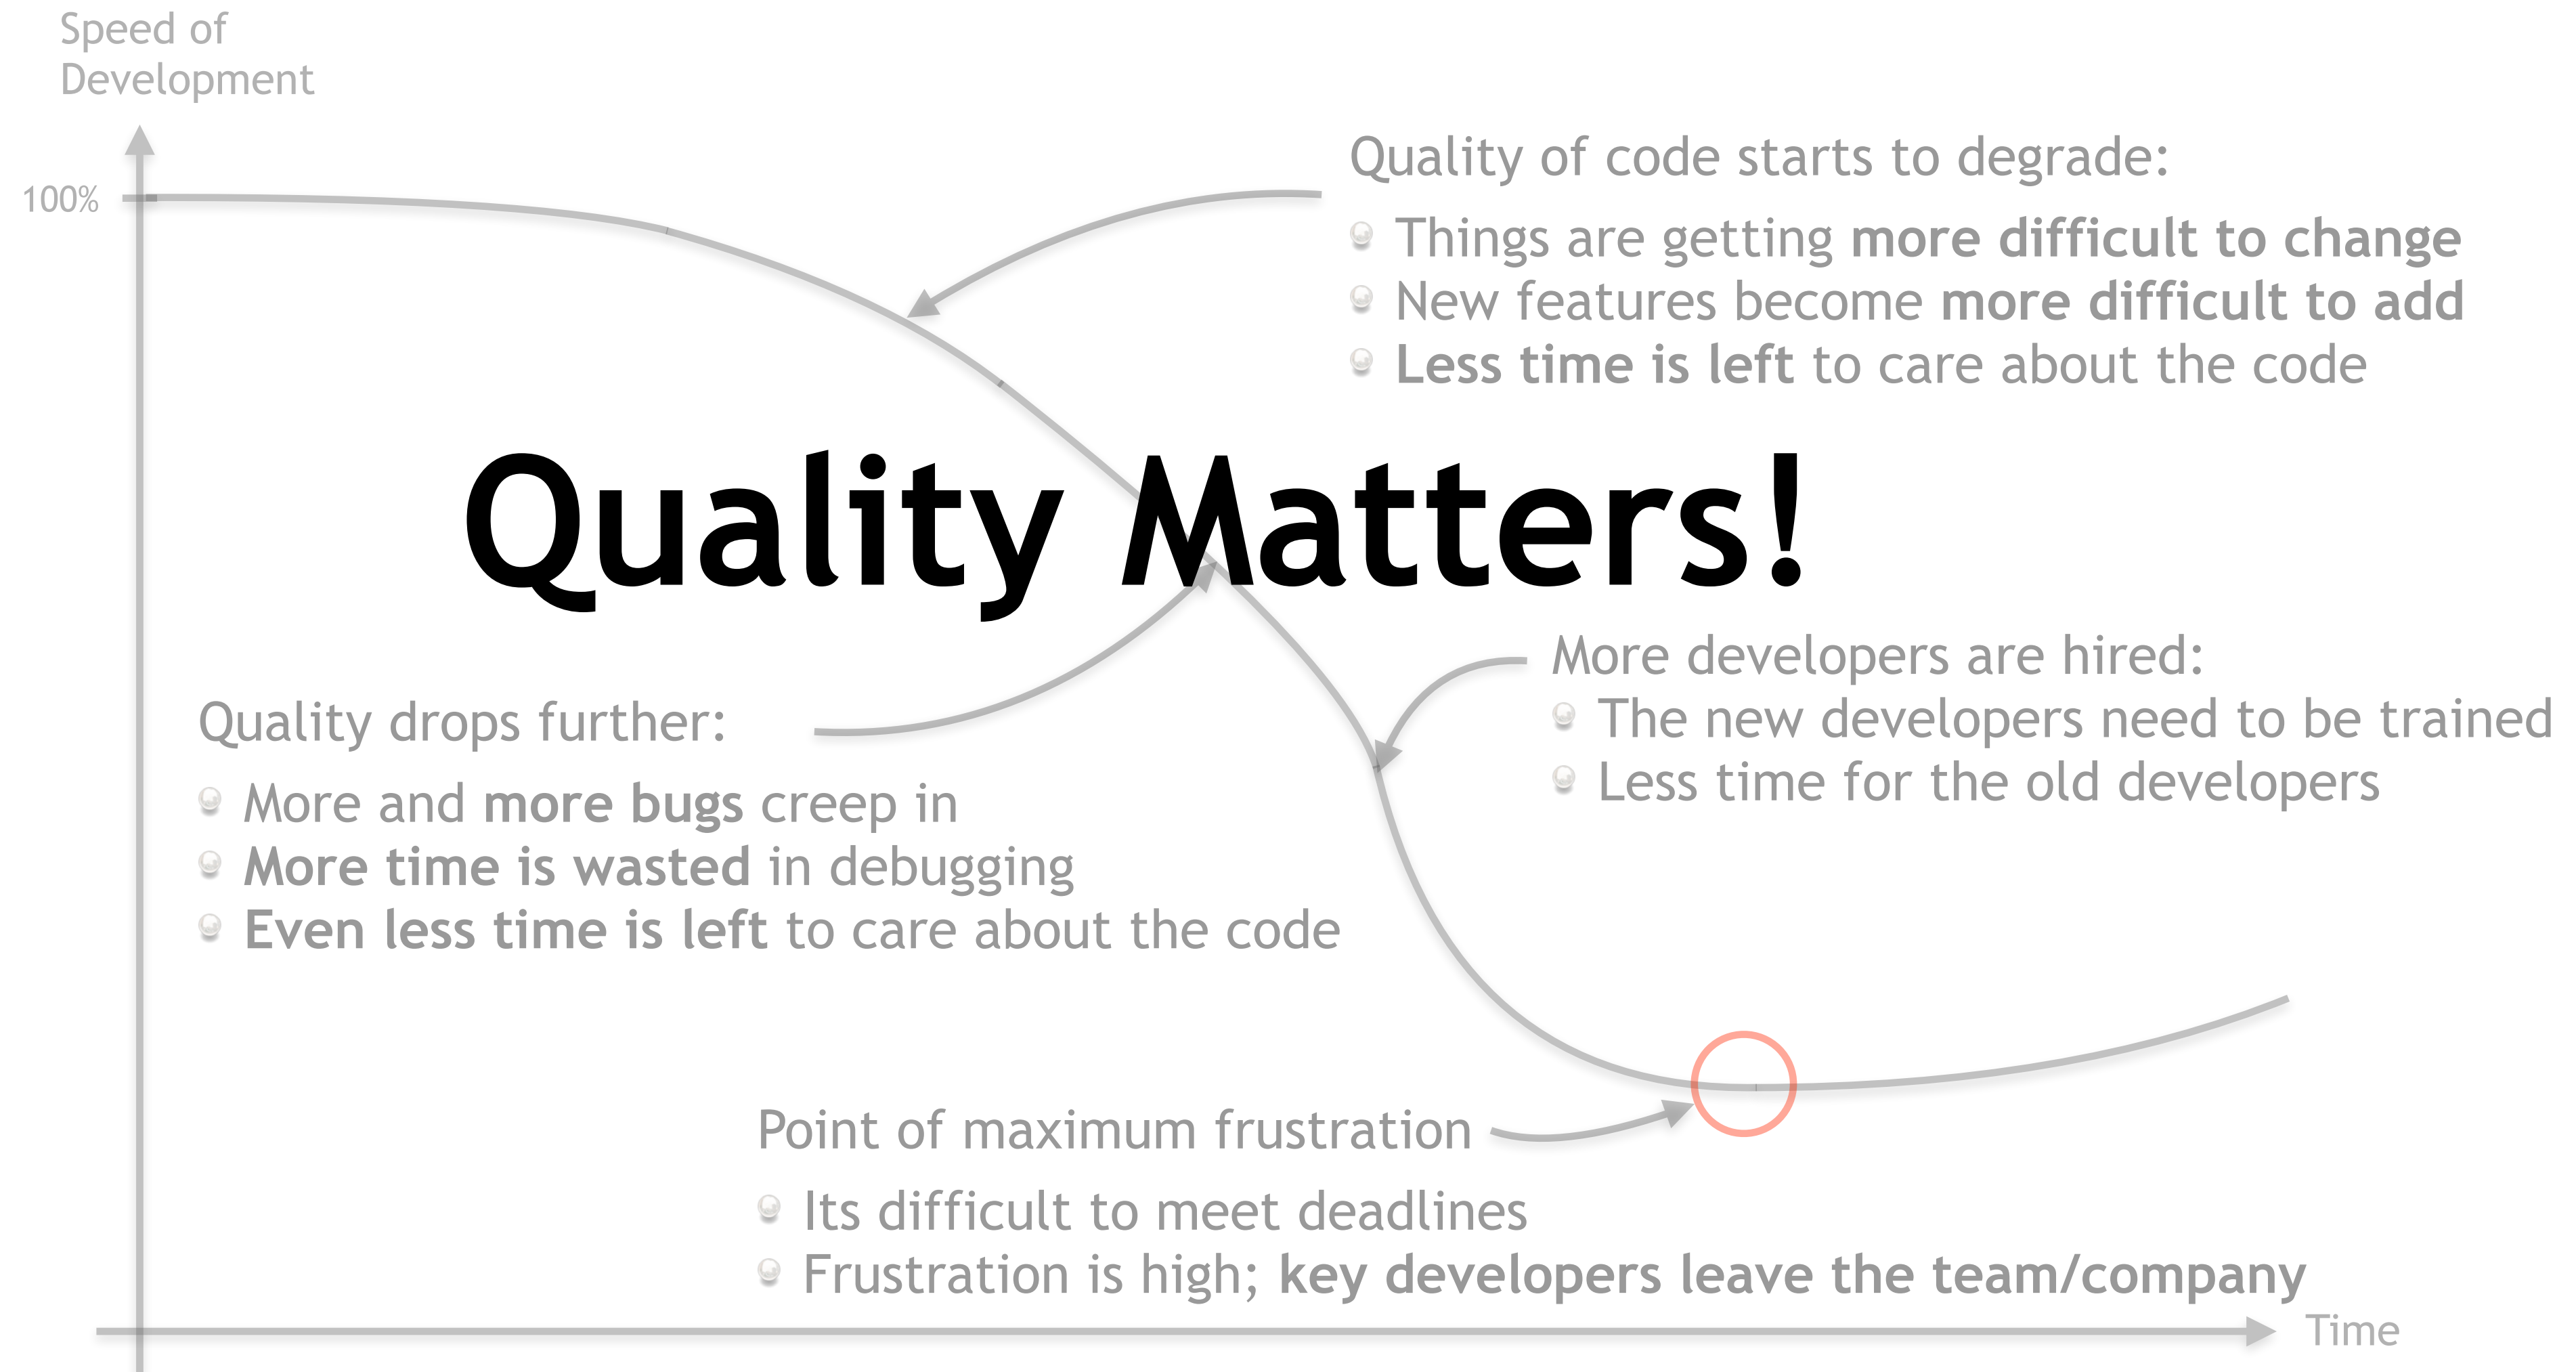 Speed of
Development
100%
Quality of code starts to degrade:
Things are getting more difficult to change
New features become more difficult to add
Less time is left to care about the code
Quality Matters!
More developers are hired:
The new developers need to be trained
Less time for the old developers
Quality drops further:
More and more bugs creep in
More time is wasted in debugging
Even less time is left to care about the code
Point of maximum frustration
Its difficult to meet deadlines
Frustration is high; key developers leave the team/company
Time